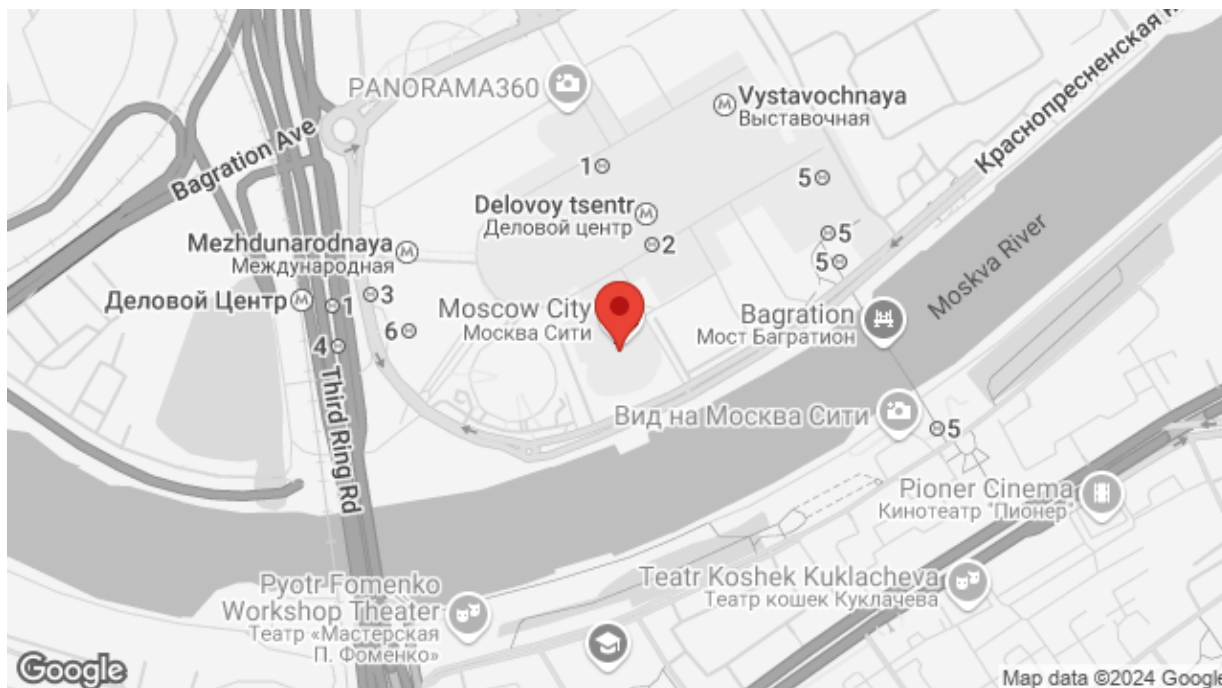 PANORAMA360
Vystavochnaya
Выставочная
Краснопресненская
Bagration Ave
1
5
Delovoy tsentr
Деловой центр
2
5
5
Mezhdunarodnaya
Международная
Moskva River
Деловой Центр
1
3
Moscow City
Москва Сити
6
4
Bagration
Мост Багратион
Third Ring Rd
Вид на Москва Сити
5
Pioner Cinema
Кинотеатр "Пионер"
Pyotr Fomenko
Workshop Theater
Театр «Мастерская
П. Фоменко»
Teatr Koshek Kuklacheva
Театр кошек Куклачева
Google
Map data ©2024 Google